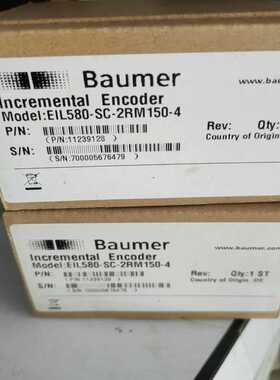 Baumer
www.bau
Incremental Encoder
Model:EIL580-SC-2RM150-4
P/N:
(P/N:11239128)
Rev: Qty:
S/N:
(S/N:700005676479)
Country of Origin
Baumer
www.baumer.com
Incremental Encoder
Model:EIL580-SC-2RM150-4
P/N:
Rev: Qty:1 ST
S/N:
Country of Origin :DE